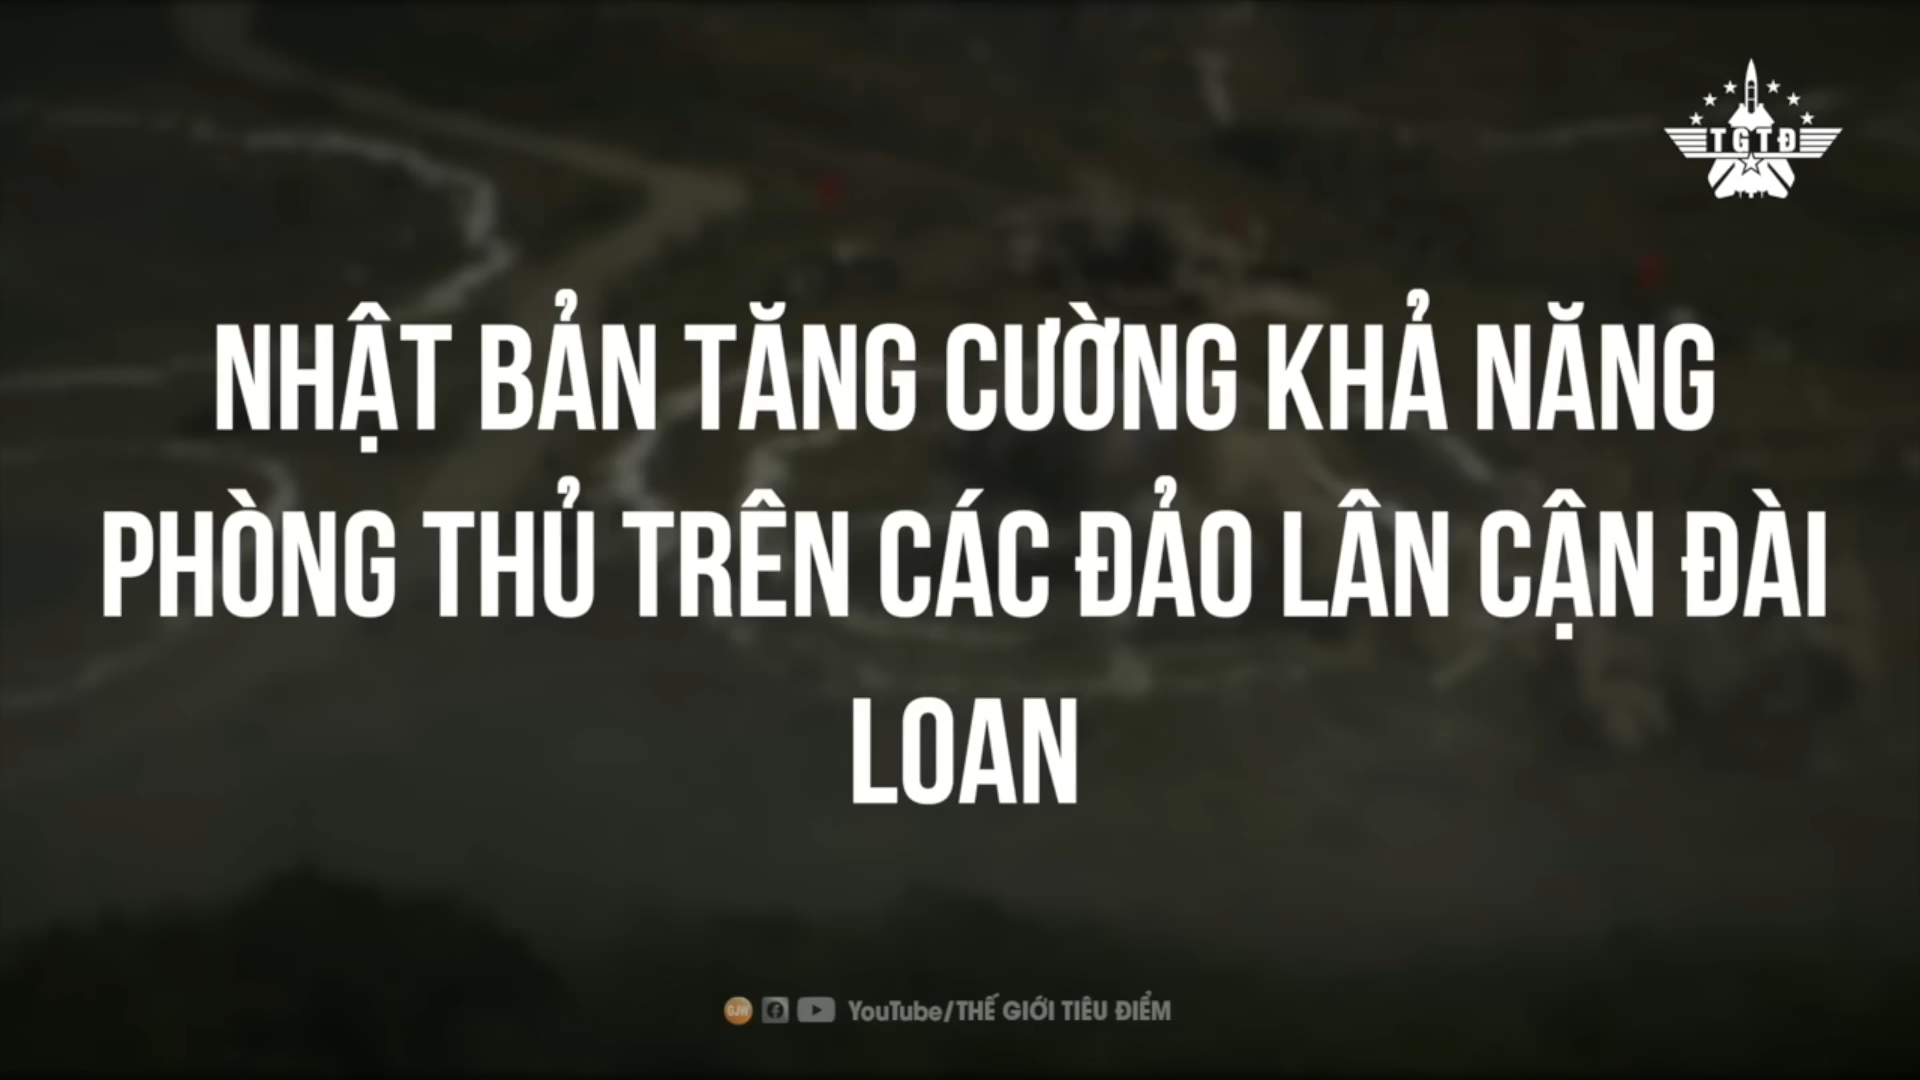 TGTĐ
NHẬT BẢN TĂNG CƯỜNG KHẢ NĂNG
PHÒNG THỦ TRÊN CÁC ĐẢO LÂN CẬN ĐÀI
LOAN
GJW YouTube/THẾ GIỚI TIÊU ĐIỂM